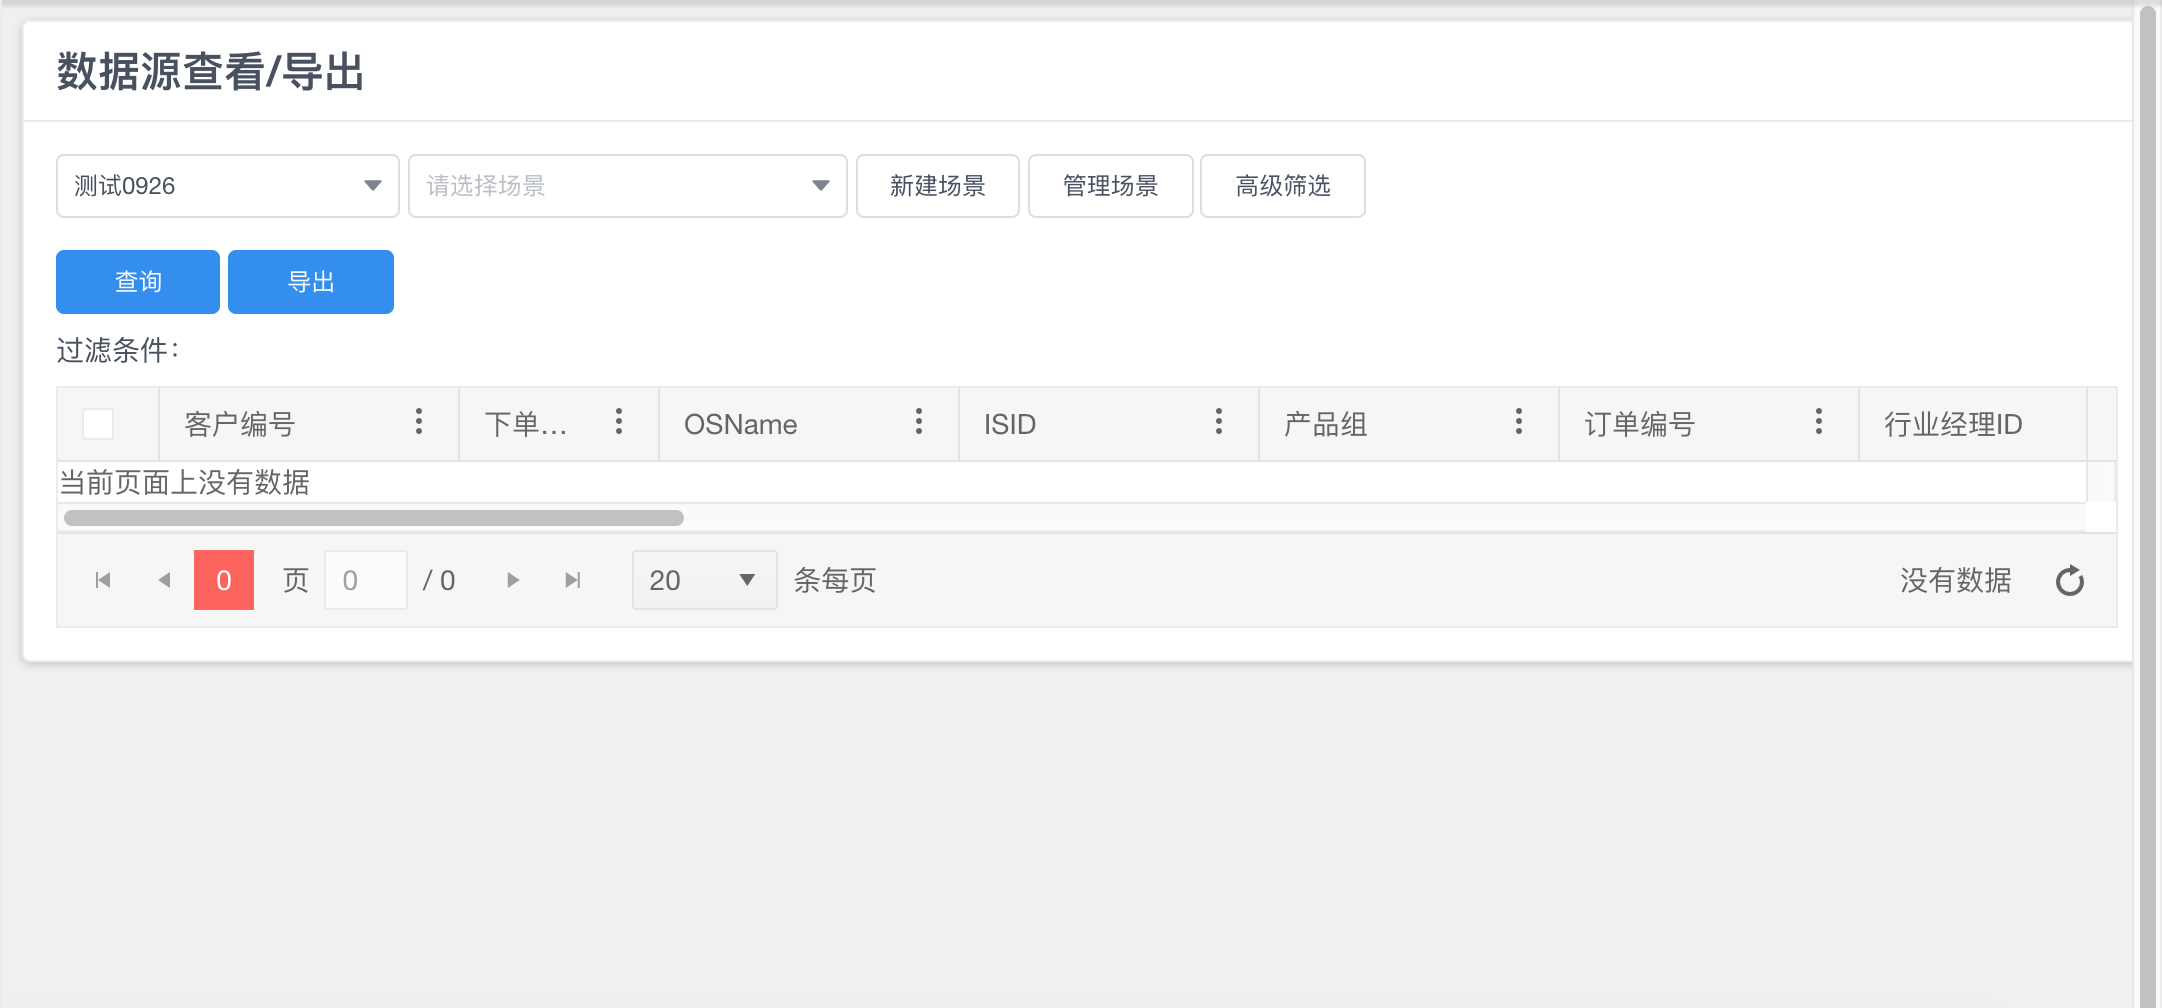 数据源查看/导出
测试0926 请选择场景 新建场景 管理场景 高级筛选
查询 导出
过滤条件：
客户编号 下单... OSName ISID 产品组 订单编号 行业经理ID
当前页面上没有数据
0 页 0 / 0 20 条每页 没有数据